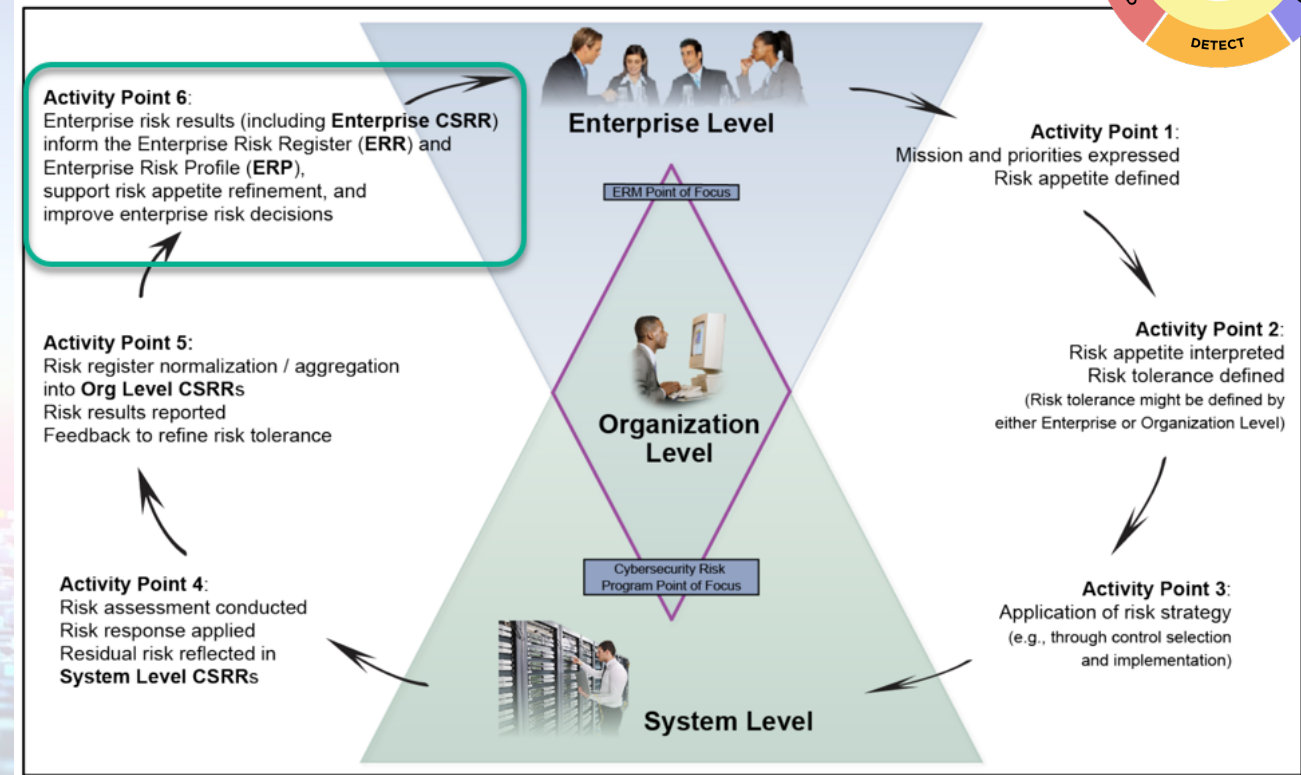 DETECT
Activity Point 6:
Enterprise risk results (including Enterprise CSRR)
inform the Enterprise Risk Register (ERR) and
Enterprise Risk Profile (ERP),
support risk appetite refinement, and
improve enterprise risk decisions
Enterprise Level
ERM Point of Focus
Activity Point 1:
Mission and priorities expressed
Risk appetite defined
Activity Point 2:
Risk appetite interpreted
Risk tolerance defined
(Risk tolerance might be defined by
either Enterprise or Organization Level)
Activity Point 5:
Risk register normalization / aggregation
into Org Level CSRRs
Risk results reported
Feedback to refine risk tolerance
Organization
Level
Cybersecurity Risk
Program Point of Focus
Activity Point 3:
Application of risk strategy
(e.g., through control selection
and implementation)
Activity Point 4:
Risk assessment conducted
Risk response applied
Residual risk reflected in
System Level CSRRs
System Level